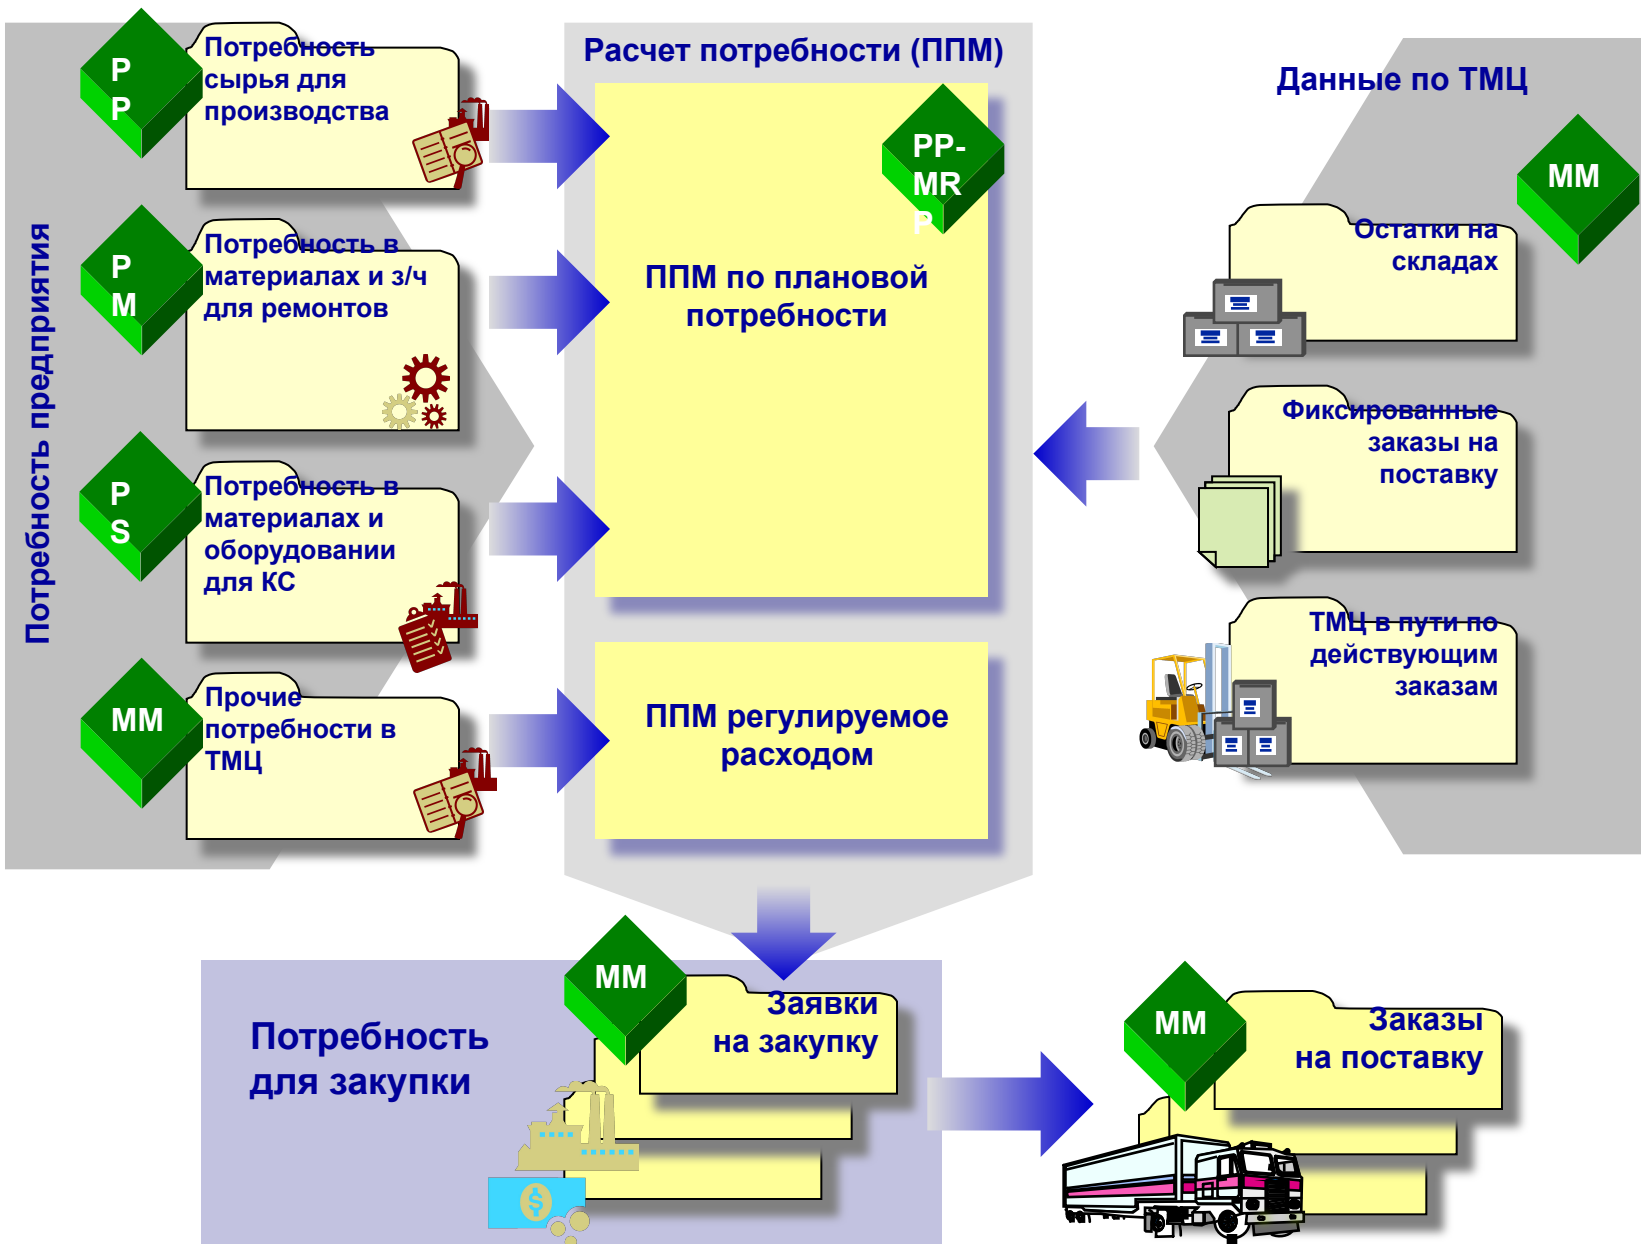 Потребность предприятия
P
P
Потребность
сырья для
производства
P
M
Потребность в
материалах и з/ч
для ремонтов
P
S
Потребность в
материалах и
оборудовании
для КС
MM
Прочие
потребности в
ТМЦ
Расчет потребности (ППМ)
PP-
MR
P
ППМ по плановой
потребности
ППМ регулируемое
расходом
Данные по ТМЦ
MM
Остатки на
складах
Фиксированные
заказы на
поставку
ТМЦ в пути по
действующим
заказам
Потребность
для закупки
MM
Заявки
на закупку
$
MM
Заказы
на поставку